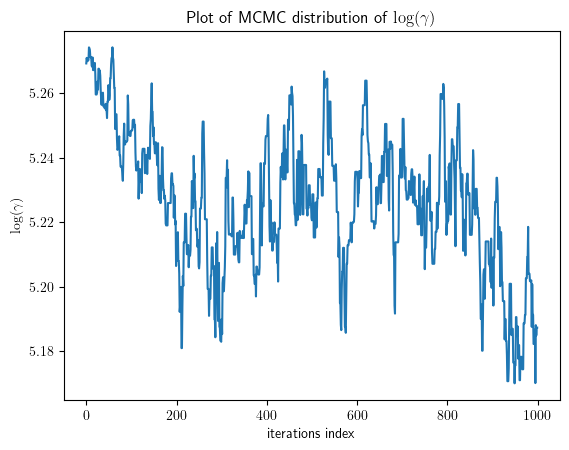 Plot of MCMC distribution of log(γ)
5.26
5.24
5.22
5.20
5.18
log(γ)
0 200 400 600 800 1000
iterations index